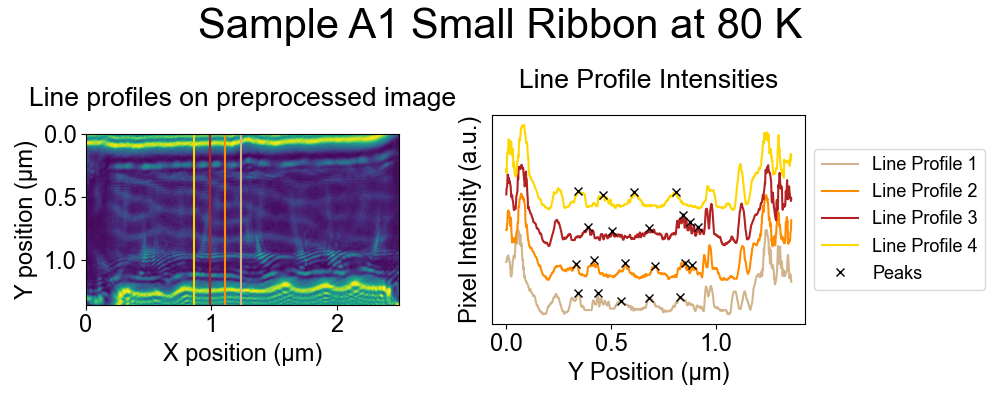 Sample A1 Small Ribbon at 80 K
Line profiles on preprocessed image
0.0
0.5
1.0
Y position (µm)
0
1
2
X position (µm)
Line Profile Intensities
Pixel Intensity (a.u.)
0.0
0.5
1.0
Y Position (µm)
Line Profile 1
Line Profile 2
Line Profile 3
Line Profile 4
Peaks